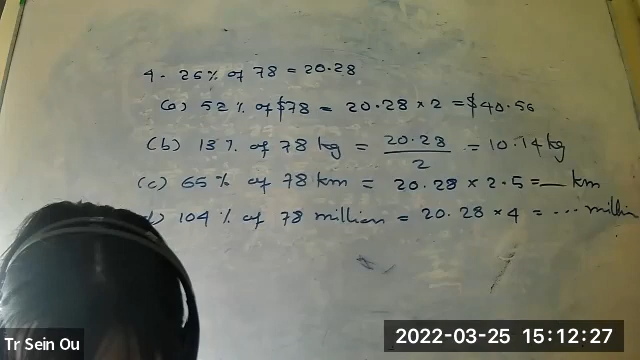 4. 26% of 78 = 20.28
(a) 52% of $78 = 20.28 × 2 = $40.56
(b) 13% of 78 kg = 20.28/2 = 10.14 kg
(c) 65% of 78 km = 20.28 × 2.5 = __ km
d) 104% of 78 million = 20.28 × 4 = ... millin
Tr Sein Ou
2022-03-25 15:12:27